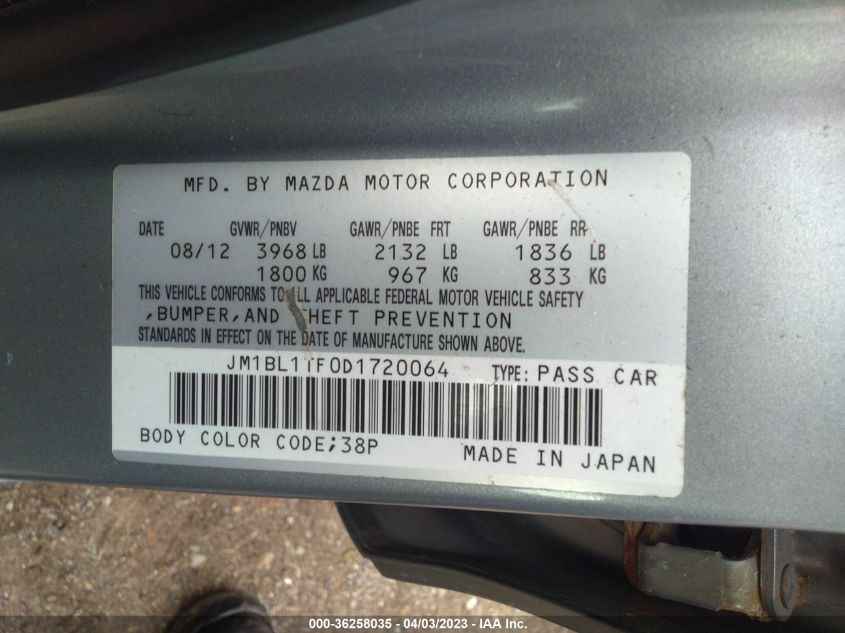 MFD. BY MAZDA MOTOR CORPORATION
DATE GVWR/PNBV GAWR/PNBE FRT GAWR/PNBE RR
08/12 3968 LB 2132 LB 1836 LB
1800 KG 967 KG 833 KG
THIS VEHICLE CONFORMS TO ALL APPLICABLE FEDERAL MOTOR VEHICLE SAFETY
,BUMPER,AND THEFT PREVENTION
STANDARDS IN EFFECT ON THE DATE OF MANUFACTURE SHOWN ABOVE.
JM1BL1TF0D1720064 TYPE: PASS CAR
BODY COLOR CODE;38P
MADE IN JAPAN
000-36258035 - 04/03/2023 - IAA Inc.